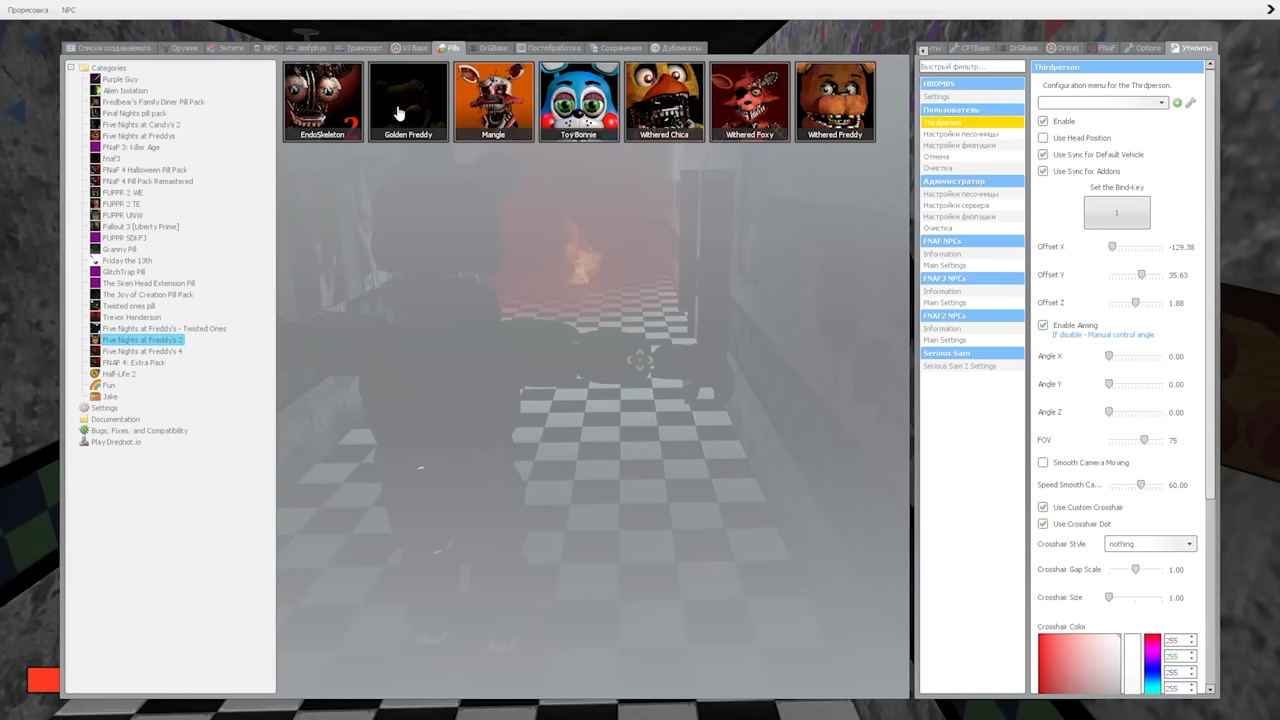 Прорисовка NPC
Списки создаваемого Оружие Энтити NPC simfphys Транспорт VJ Base Pills DrGBase Постобработка Сохранения Дубликаты
Categories
Purple Guy
Alien Isolation
Fredbear's Family Diner Pill Pack
Final Nights pill pack
Five Nights at Candy's 2
Five Nights at Freddys
FNaF 3: Killer Age
fnaf3
FNaF 4 Halloween Pill Pack
FNaF 4 Pill Pack Remastered
FUPPR 2 WE
FUPPR 2 TE
FUPPR UNW
Fallout 3 [Liberty Prime]
FUPPR SDI:FJ
Granny Pill
Friday the 13th
GlitchTrap Pill
The Siren Head Extension Pill
The Joy of Creation Pill Pack
Twisted ones pill
Trevor Henderson
Five Nights at Freddy's - Twisted Ones
Five Nights at Freddy's 2
Five Nights at Freddy's 4
FNAF 4: Extra Pack
Half-Life 2
Fun
Jake
Settings
Documentation
Bugs, Fixes, and Compatibility
Play Drednot.io
EndoSkeleton 2
Golden Freddy
Mangle
Toy Bonnie
Withered Chica
Withered Foxy
Withered Freddy
нты CPTBase DrGBase DrVrej FNaF Options Утилиты
Быстрый фильтр...
HBOMBS
Settings
Пользователь
Thirdperson
Настройки песочницы
Настройки физпушки
Отмена
Очистка
Администратор
Настройки песочницы
Настройки сервера
Настройки физпушки
Очистка
FNAF NPCs
Information
Main Settings
FNAF3 NPCs
Information
Main Settings
FNAF2 NPCs
Information
Main Settings
Serious Sam
Serious Sam 2 Settings
Thirdperson
Configuration menu for the Thirdperson.
Enable
Use Head Position
Use Sync for Default Vehicle
Use Sync for Addons
Set the Bind-Key
Offset X -129.38
Offset Y 35.63
Offset Z 1.88
Enable Aiming
If disable - Manual control angle
Angle X 0.00
Angle Y 0.00
Angle Z 0.00
FOV 75
Smooth Camera Moving
Speed Smooth Ca... 60.00
Use Custom Crosshair
Use Crosshair Dot
Crosshair Style nothing
Crosshair Gap Scale 1.00
Crosshair Size 1.00
Crosshair Color
255
255
255
255